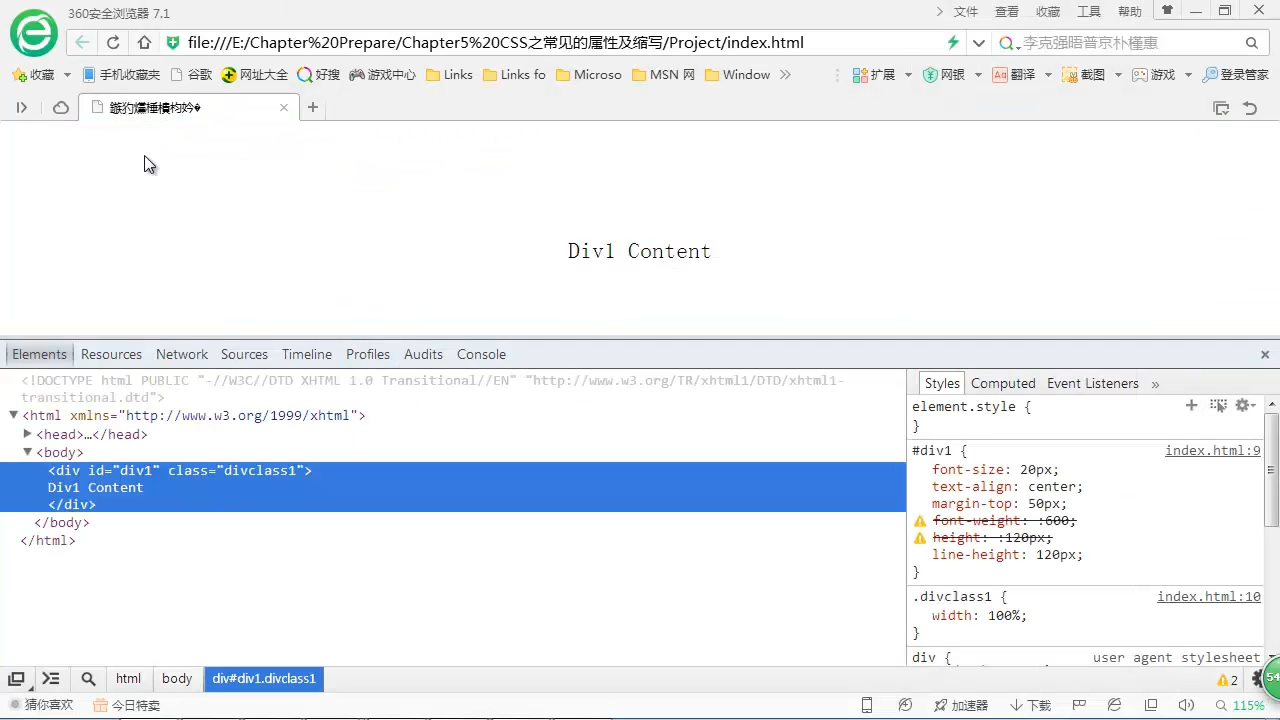 360安全浏览器 7.1
文件 查看 收藏 工具 帮助
file:///E:/Chapter%20Prepare/Chapter5%20CSS之常见的属性及缩写/Project/index.html
李克强晤普京朴槿惠
收藏 手机收藏夹 谷歌 网址大全 好搜 游戏中心 Links Links fo Microso MSN 网 Window » 扩展 网银 翻译 截图 游戏 登录管家
Div1 Content
Elements Resources Network Sources Timeline Profiles Audits Console
<!DOCTYPE html PUBLIC "-//W3C//DTD XHTML 1.0 Transitional//EN" "http://www.w3.org/TR/xhtml1/DTD/xhtml1-
transitional.dtd">
<html xmlns="http://www.w3.org/1999/xhtml">
<head>…</head>
<body>
<div id="div1" class="divclass1">
Div1 Content
</div>
</body>
</html>
Styles Computed Event Listeners »
element.style {
}
#div1 { index.html:9
font-size: 20px;
text-align: center;
margin-top: 50px;
font-weight: :600;
height: :120px;
line-height: 120px;
}
.divclass1 { index.html:10
width: 100%;
}
div { user agent stylesheet
html body div#div1.divclass1
2
54
猜你喜欢 今日特卖 加速器 下载 115%